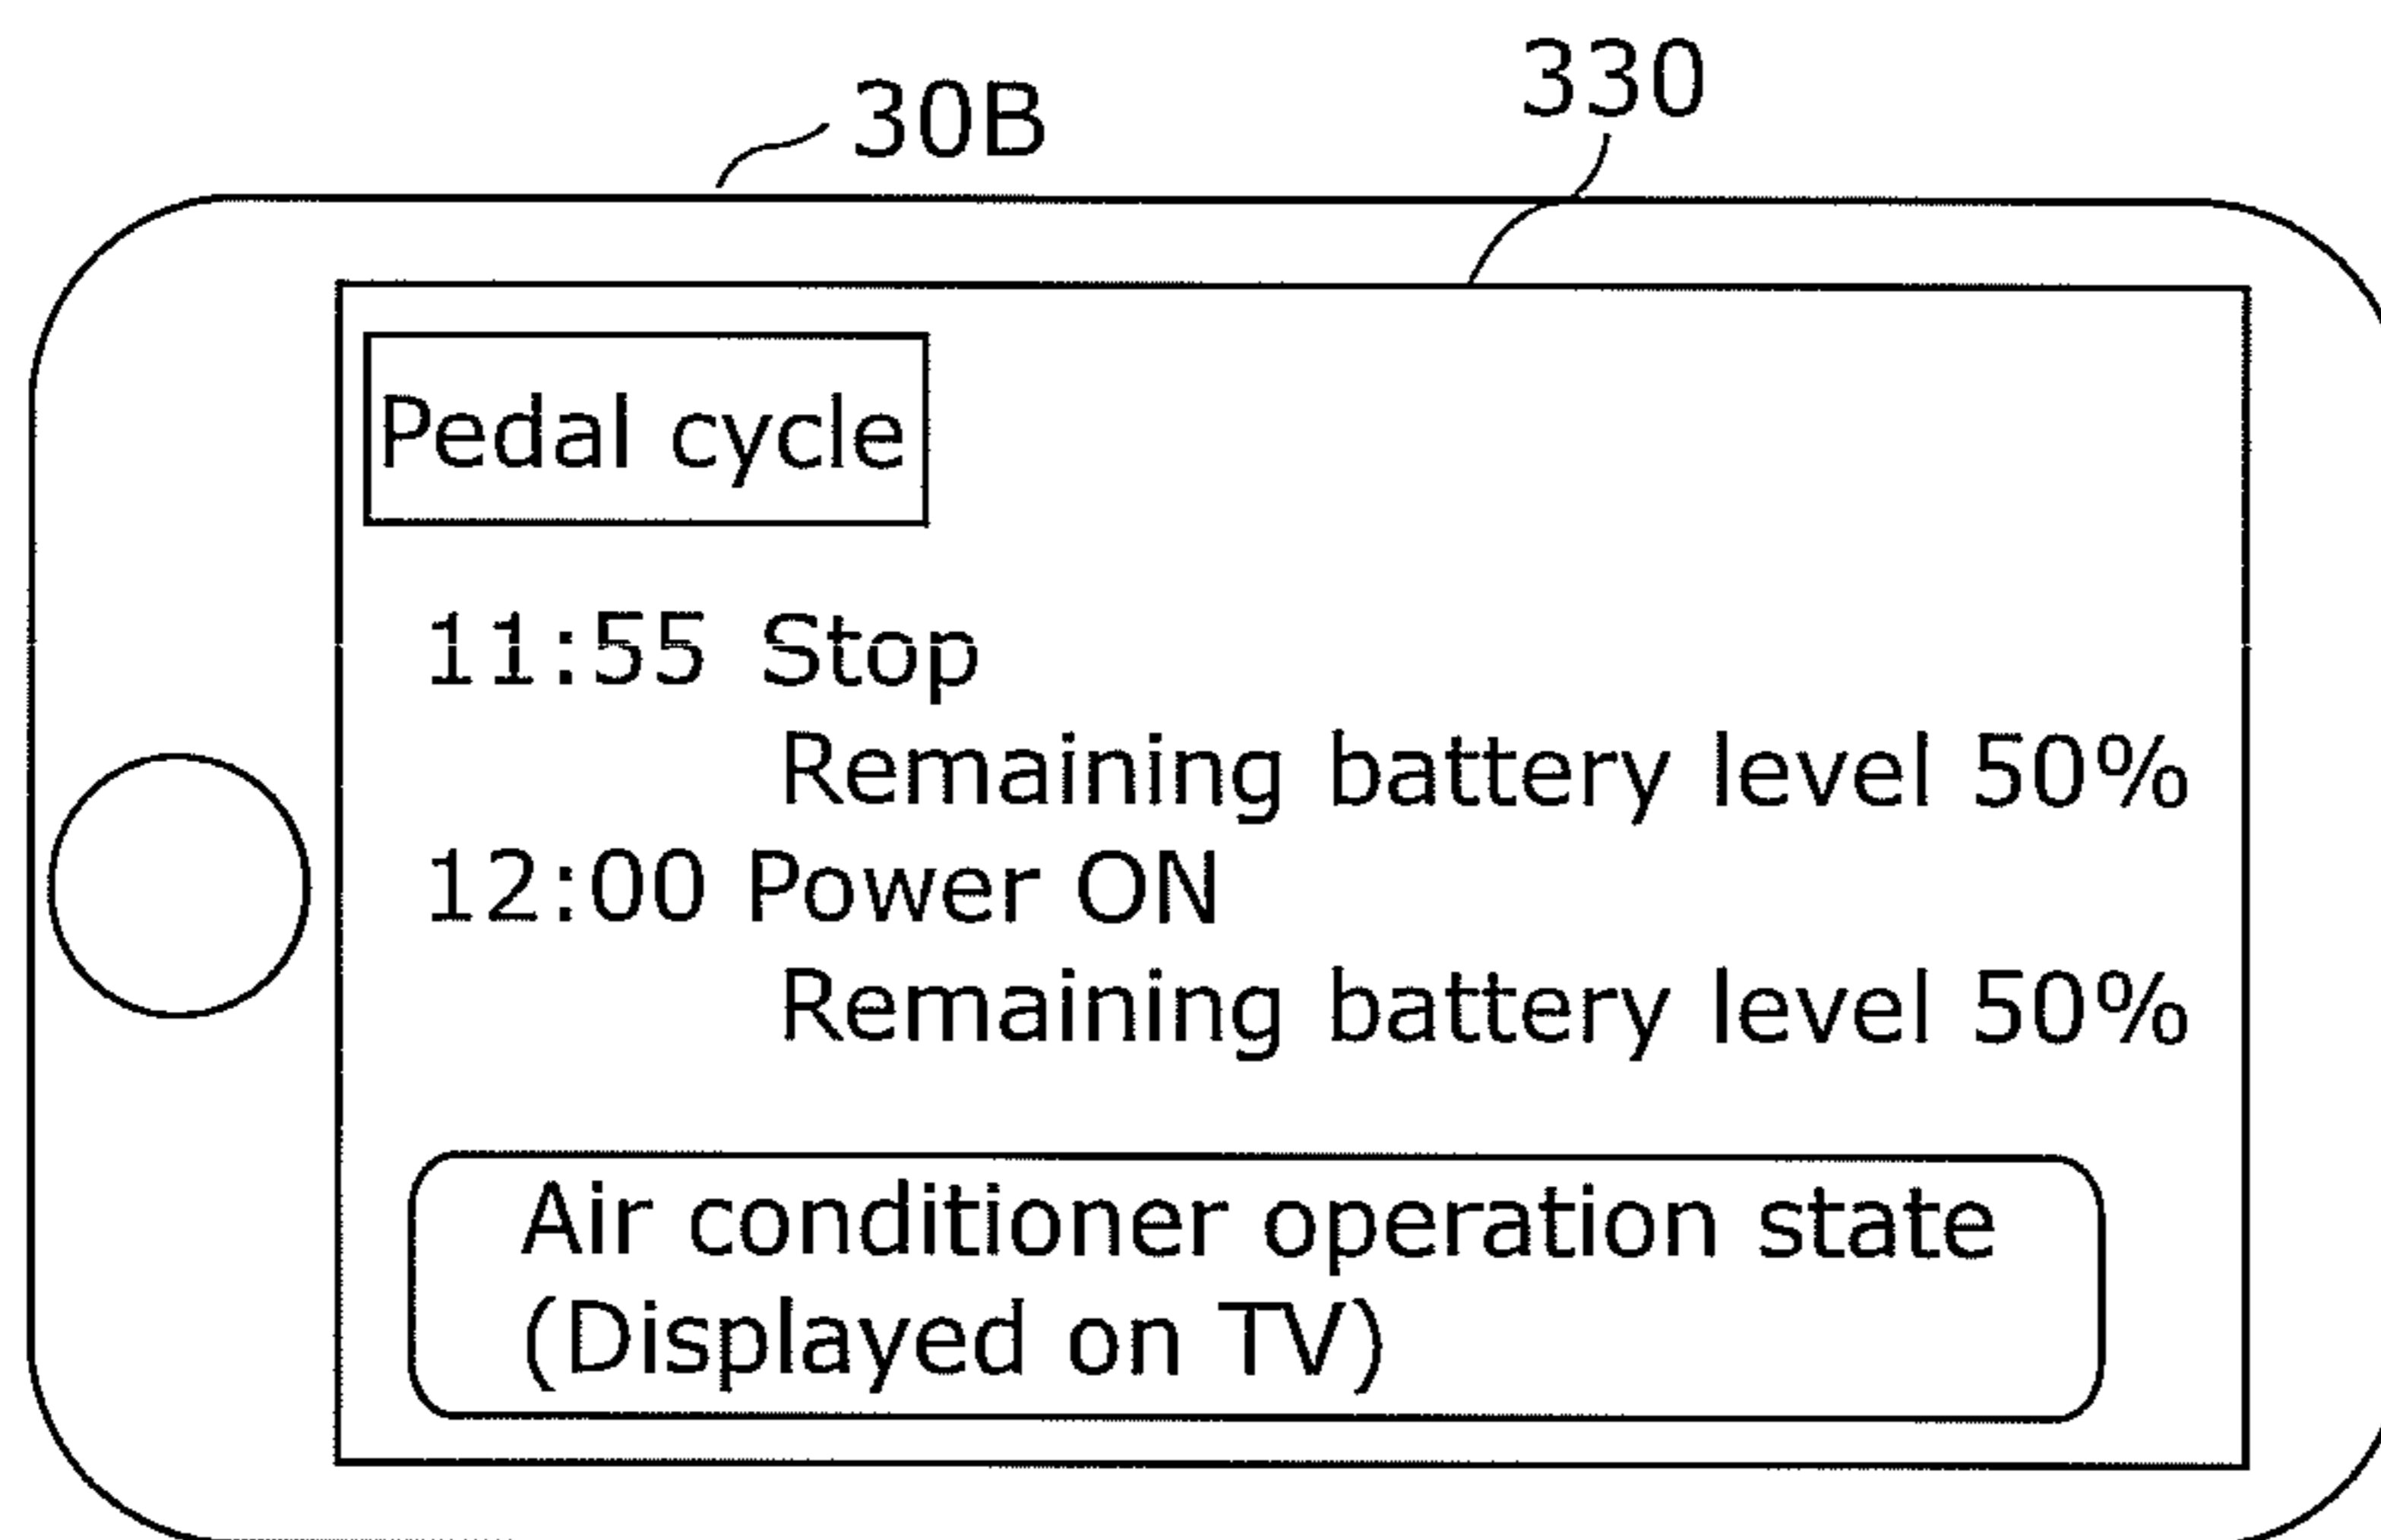 30B
330
Pedal cycle
11:55 Stop
Remaining battery level 50%
12:00 Power ON
Remaining battery level 50%
Air conditioner operation state
(Displayed on TV)